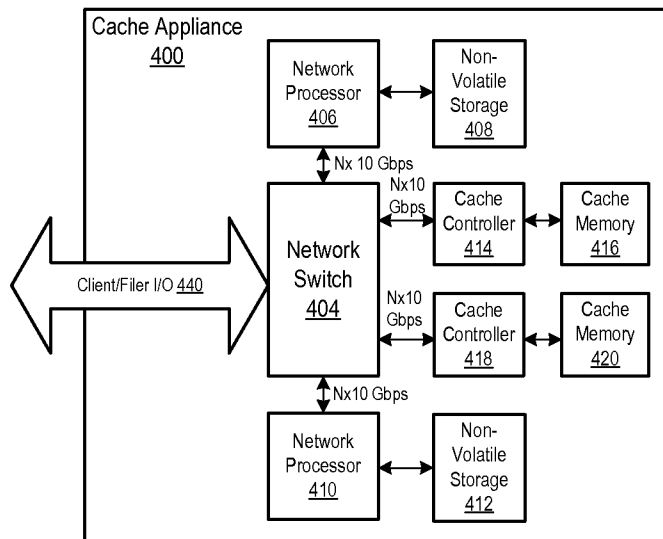 Cache Appliance
400
Network
Processor
406
Non-
Volatile
Storage
408
Nx 10 Gbps
Nx10
Gbps
Cache
Controller
414
Cache
Memory
416
Client/Filer I/O 440
Network
Switch
404
Nx10
Gbps
Cache
Controller
418
Cache
Memory
420
Nx10 Gbps
Network
Processor
410
Non-
Volatile
Storage
412